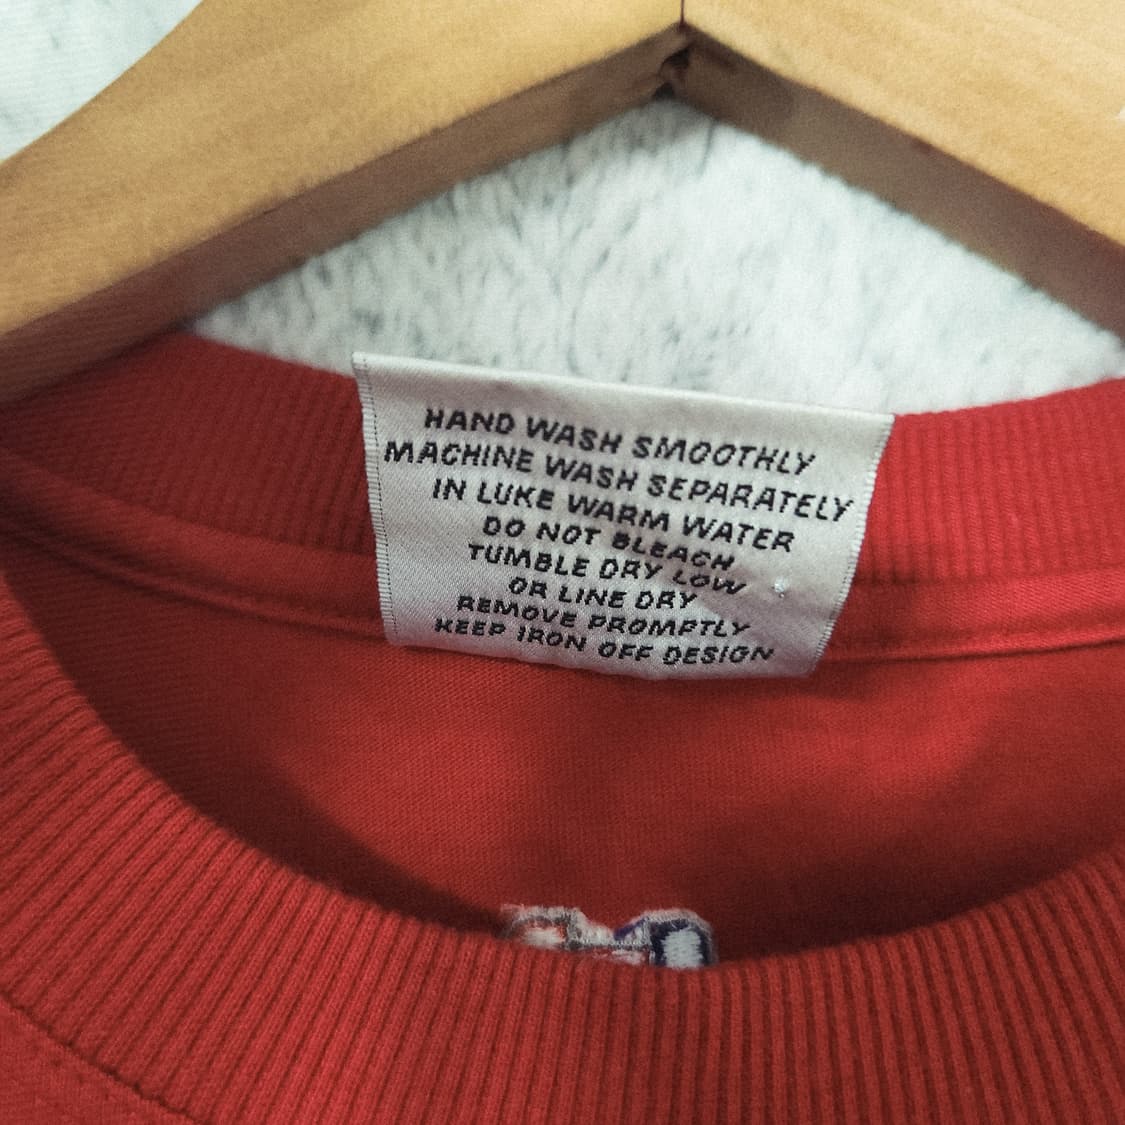 HAND WASH SMOOTHLY
MACHINE WASH SEPARATELY
IN LUKE WARM WATER
DO NOT BLEACH
TUMBLE DRY LOW
OR LINE DRY
REMOVE PROMPTLY
KEEP IRON OFF DESIGN